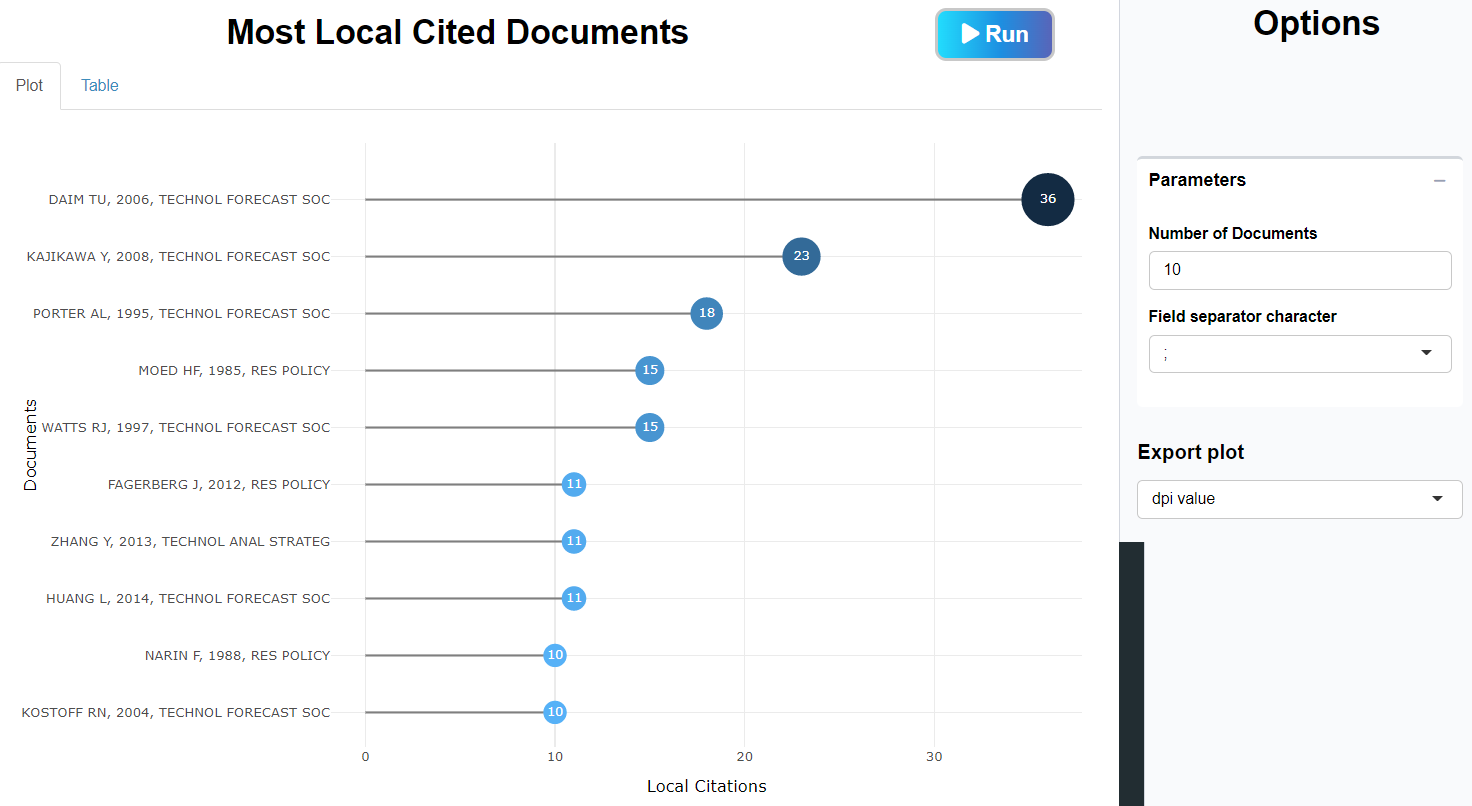 Most Local Cited Documents
Run
Options
Plot
Table
Documents
DAIM TU, 2006, TECHNOL FORECAST SOC
36
KAJIKAWA Y, 2008, TECHNOL FORECAST SOC
23
PORTER AL, 1995, TECHNOL FORECAST SOC
18
MOED HF, 1985, RES POLICY
15
WATTS RJ, 1997, TECHNOL FORECAST SOC
15
FAGERBERG J, 2012, RES POLICY
11
ZHANG Y, 2013, TECHNOL ANAL STRATEG
11
HUANG L, 2014, TECHNOL FORECAST SOC
11
NARIN F, 1988, RES POLICY
10
KOSTOFF RN, 2004, TECHNOL FORECAST SOC
10
0 10 20 30
Local Citations
Parameters
Number of Documents
10
Field separator character
;
Export plot
dpi value